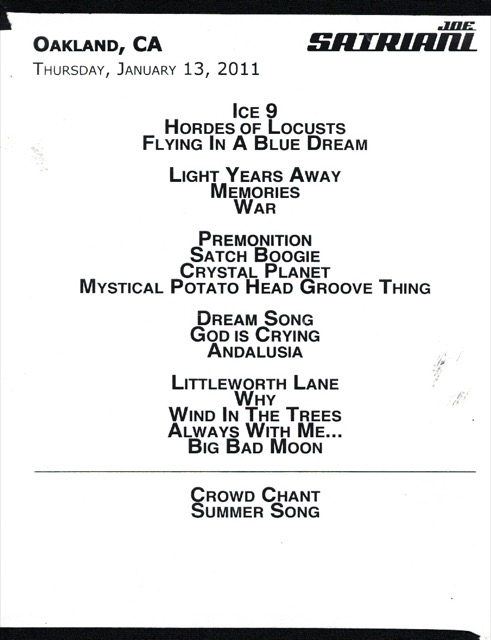 Oakland, CA
JOE
SATRIANI
Thursday, January 13, 2011
Ice 9
Hordes of Locusts
Flying In A Blue Dream
Light Years Away
Memories
War
Premonition
Satch Boogie
Crystal Planet
Mystical Potato Head Groove Thing
Dream Song
God is Crying
Andalusia
Littleworth Lane
Why
Wind In The Trees
Always With Me...
Big Bad Moon
Crowd Chant
Summer Song